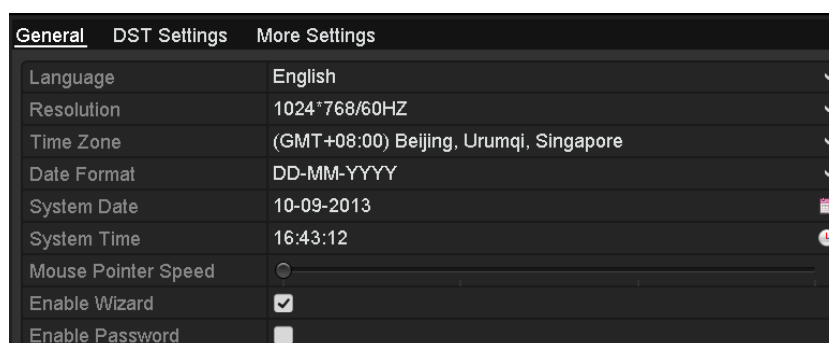 General DST Settings More Settings
Language English
Resolution 1024*768/60HZ
Time Zone (GMT+08:00) Beijing, Urumqi, Singapore
Date Format DD-MM-YYYY
System Date 10-09-2013
System Time 16:43:12
Mouse Pointer Speed
Enable Wizard
Enable Password